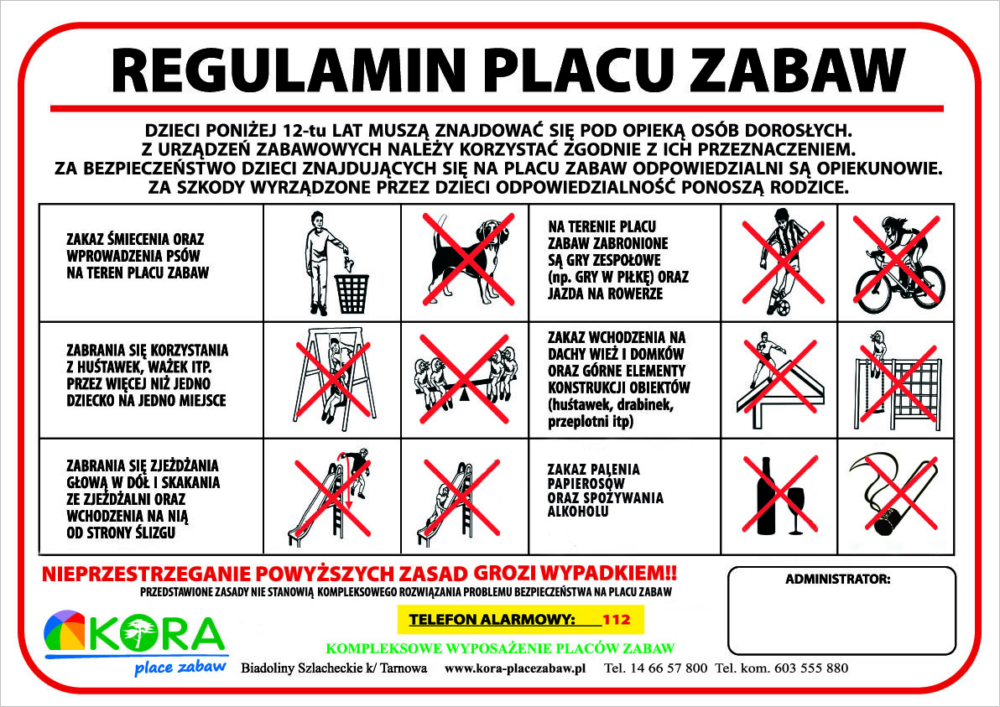 REGULAMIN PLACU ZABAW
DZIECI PONIŻEJ 12-tu LAT MUSZĄ ZNAJDOWAĆ SIĘ POD OPIEKĄ OSÓB DOROSŁYCH.
Z URZĄDZEŃ ZABAWOWYCH NALEŻY KORZYSTAĆ ZGODNIE Z ICH PRZEZNACZENIEM.
ZA BEZPIECZEŃSTWO DZIECI ZNAJDUJĄCYCH SIĘ NA PLACU ZABAW ODPOWIEDZIALNI SĄ OPIEKUNOWIE.
ZA SZKODY WYRZĄDZONE PRZEZ DZIECI ODPOWIEDZIALNOŚĆ PONOSZĄ RODZICE.
ZAKAZ ŚMIECENIA ORAZ
WPROWADZENIA PSÓW
NA TEREN PLACU ZABAW
NA TERENIE PLACU
ZABAW ZABRONIONE
SĄ GRY ZESPOŁOWE
(np. GRY W PIŁKĘ) ORAZ
JAZDA NA ROWERZE
ZABRANIA SIĘ KORZYSTANIA
Z HUŚTAWEK, WAŻEK ITP.
PRZEZ WIĘCEJ NIŻ JEDNO
DZIECKO NA JEDNO MIEJSCE
ZAKAZ WCHODZENIA NA
DACHY WIEŻ I DOMKÓW
ORAZ GÓRNE ELEMENTY
KONSTRUKCJI OBIEKTÓW
(huśtawek, drabinek,
przeplotni itp)
ZABRANIA SIĘ ZJEŻDŻANIA
GŁOWĄ W DÓŁ I SKAKANIA
ZE ZJEŻDŻALNI ORAZ
WCHODZENIA NA NIĄ
OD STRONY ŚLIZGU
ZAKAZ PALENIA
PAPIEROSÓW
ORAZ SPOŻYWANIA
ALKOHOLU
NIEPRZESTRZEGANIE POWYŻSZYCH ZASAD GROZI WYPADKIEM!!
PRZEDSTAWIONE ZASADY NIE STANOWIĄ KOMPLEKSOWEGO ROZWIĄZANIA PROBLEMU BEZPIECZEŃSTWA NA PLACU ZABAW
ADMINISTRATOR:
TELEFON ALARMOWY: 112
KORA
place zabaw
KOMPLEKSOWE WYPOSAŻENIE PLACÓW ZABAW
Biadoliny Szlacheckie k/ Tarnowa www.kora-placezabaw.pl Tel. 14 66 57 800 Tel. kom. 603 555 880